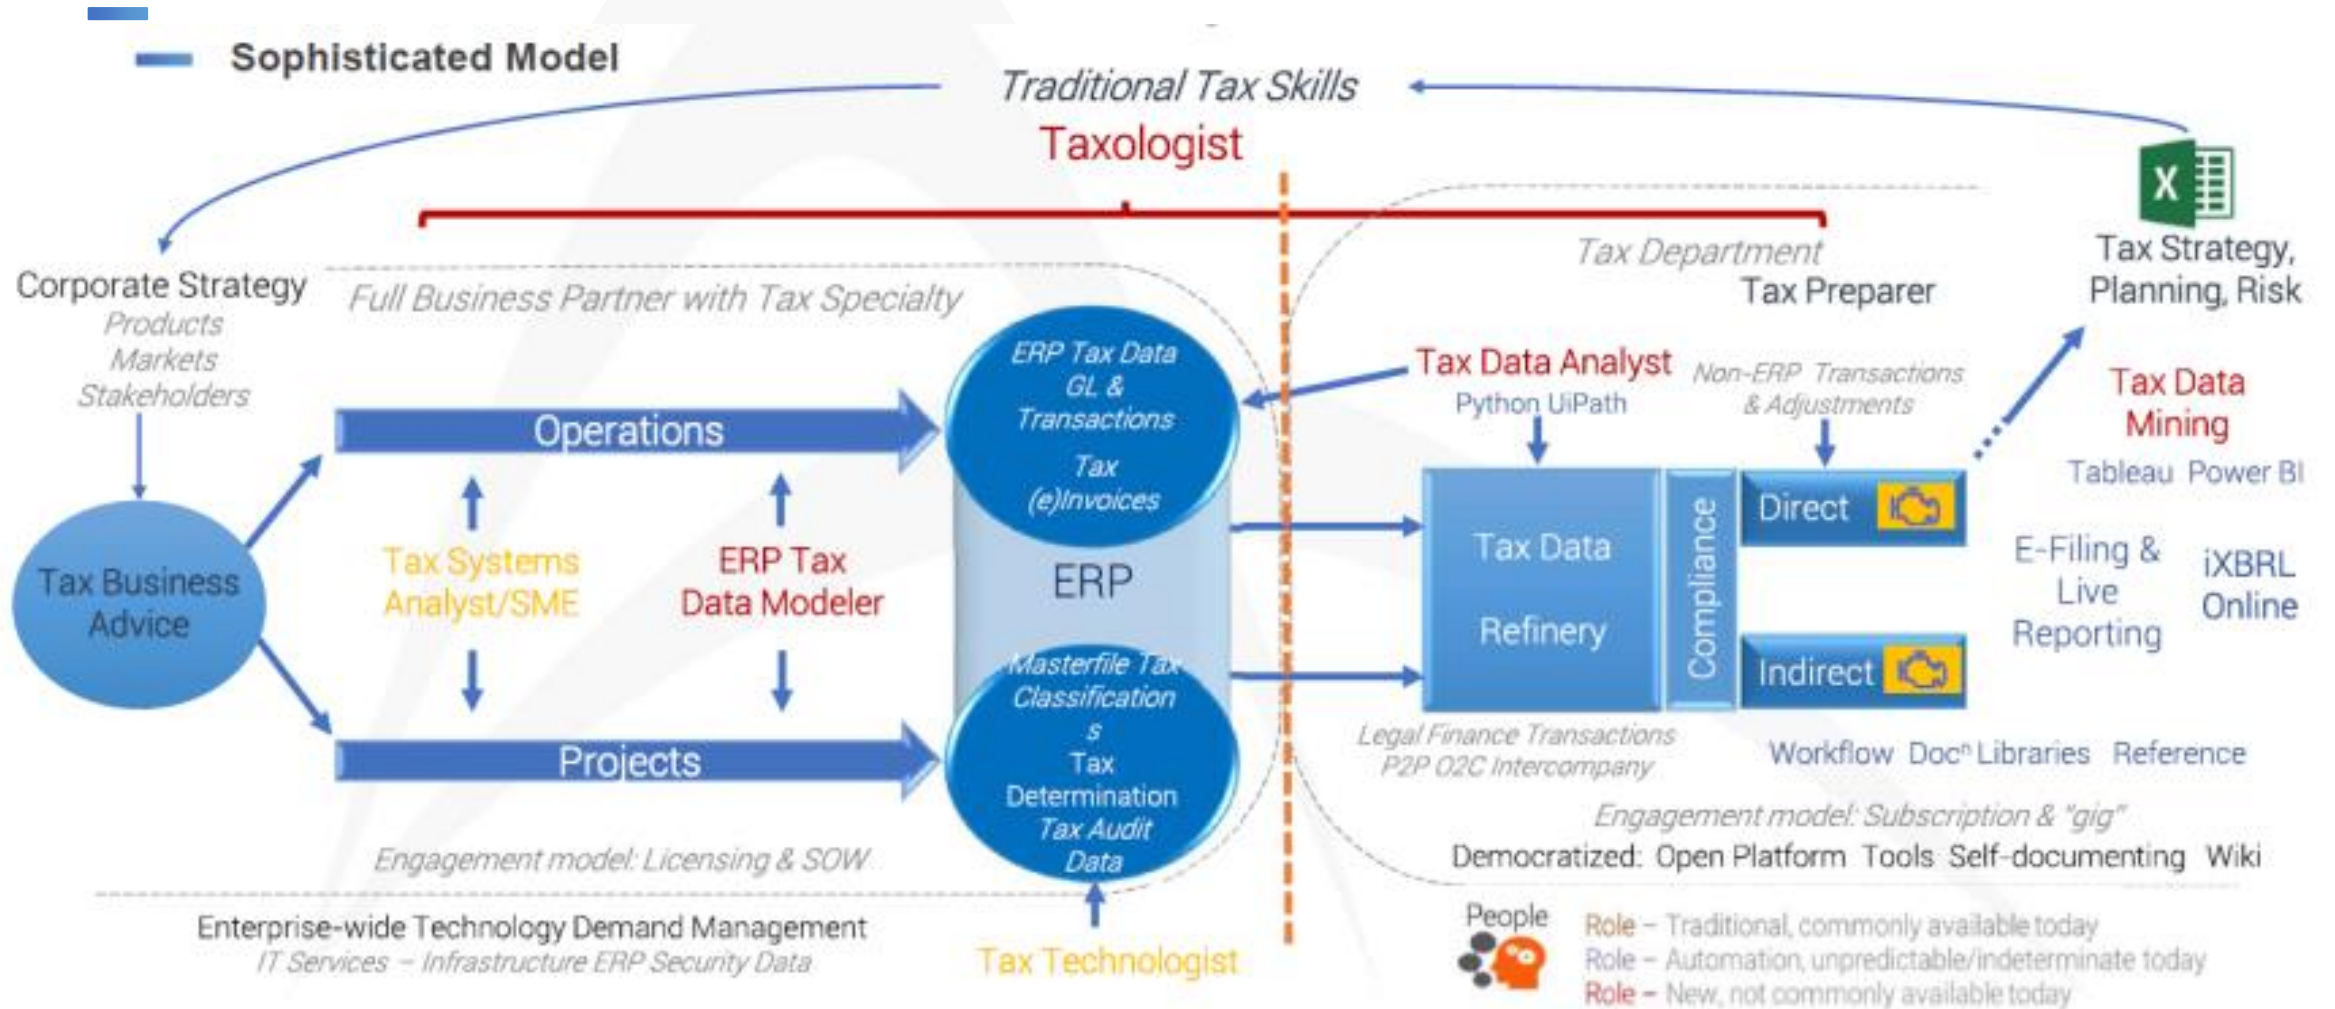 Sophisticated Model
Traditional Tax Skills
Taxologist
X
Corporate Strategy
Products
Markets
Stakeholders
Full Business Partner with Tax Specialty
Tax Department
Tax Preparer
Tax Strategy,
Planning, Risk
Tax Business
Advice
Operations
Tax Systems
Analyst/SME
ERP Tax
Data Modeler
Projects
ERP Tax Data
GL &
Transactions
Tax
(e)Invoices
ERP
Masterfile Tax
Classification
s
Tax
Determination
Tax Audit
Data
Tax Data Analyst
Python UiPath
Non-ERP Transactions
& Adjustments
Tax Data
Refinery
Compliance
Direct
Indirect
Tax Data
Mining
Tableau Power BI
E-Filing &
Live
Reporting
iXBRL
Online
Legal Finance Transactions
P2P O2C Intercompany
Workflow Docⁿ Libraries Reference
Engagement model: Subscription & "gig"
Democratized: Open Platform Tools Self-documenting Wiki
Engagement model: Licensing & SOW
Enterprise-wide Technology Demand Management
IT Services – Infrastructure ERP Security Data
Tax Technologist
People
Role – Traditional, commonly available today
Role – Automation, unpredictable/indeterminate today
Role – New, not commonly available today